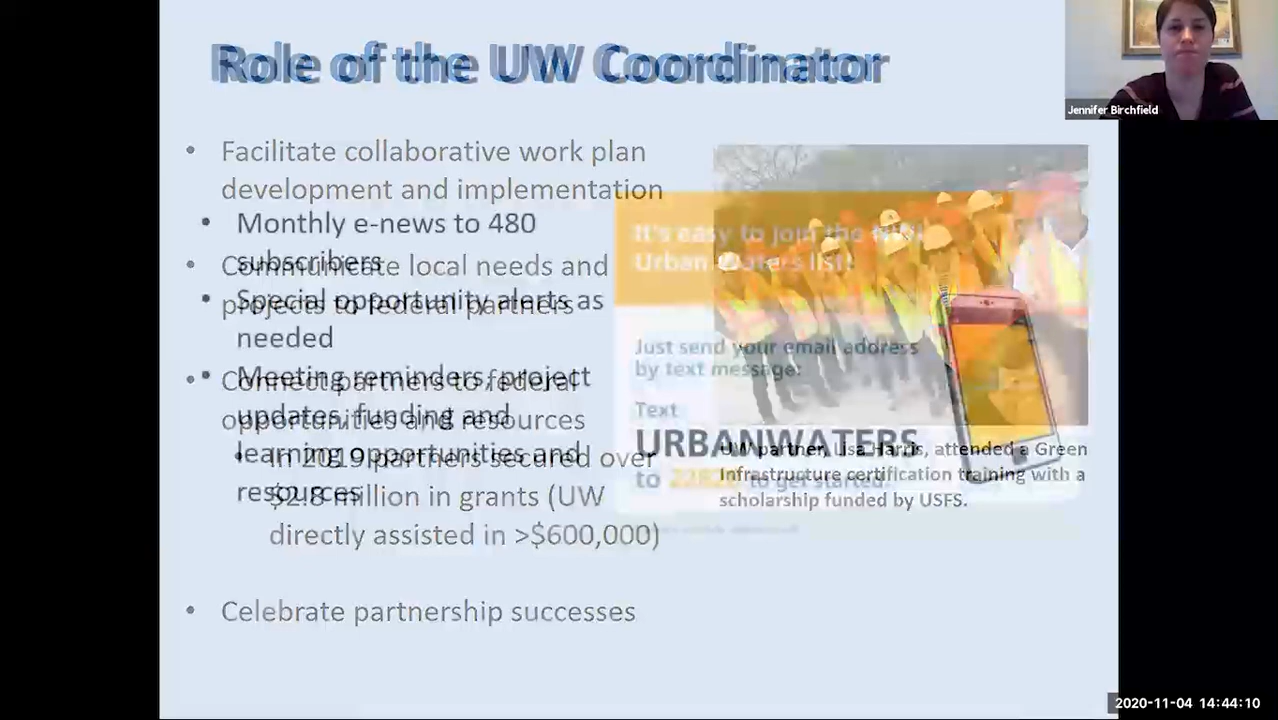 Role of the UW Coordinator
Jennifer Birchfield
• Facilitate collaborative work plan
development and implementation
• Monthly e-news to 480
subscribers
• Communicate local needs and
projects to federal partners
• Special opportunity alerts as
needed
• Connect partners to federal
opportunities and resources
• Meeting reminders, project
updates, funding and
learning opportunities and
resources
• In 2019 partners secured over
$2.8 million in grants (UW
directly assisted in >$600,000)
• Celebrate partnership successes
It's easy to join the
Urban Waters list!
Just send your email address
by text message:
Text
URBANWATERS
to get started.
UW partner, Lisa Harris, attended a Green
Infrastructure certification training with a
scholarship funded by USFS.
2020-11-04 14:44:10